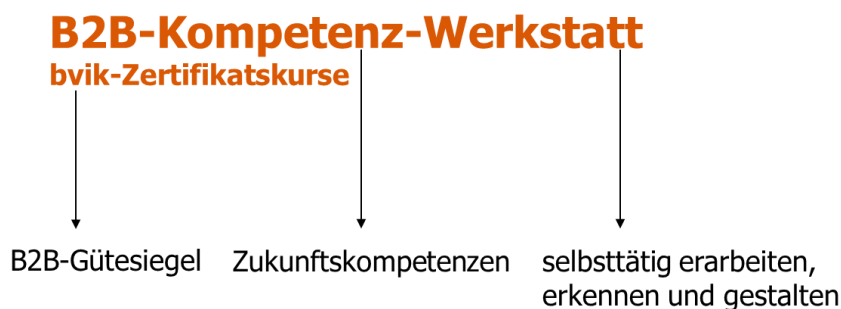 B2B-Kompetenz-Werkstatt
bvik-Zertifikatskurse
B2B-Gütesiegel
Zukunftskompetenzen
selbsttätig erarbeiten,
erkennen und gestalten